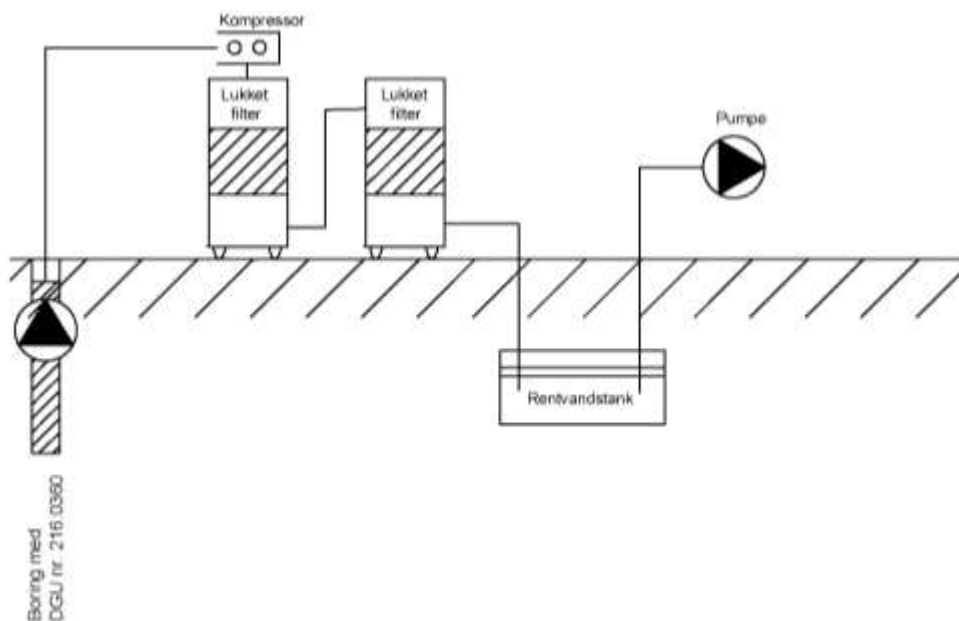 Kompressor
Lukket
filter
Lukket
filter
Pumpe
Rentvandstank
Boring med
DGU nr. 216.0360